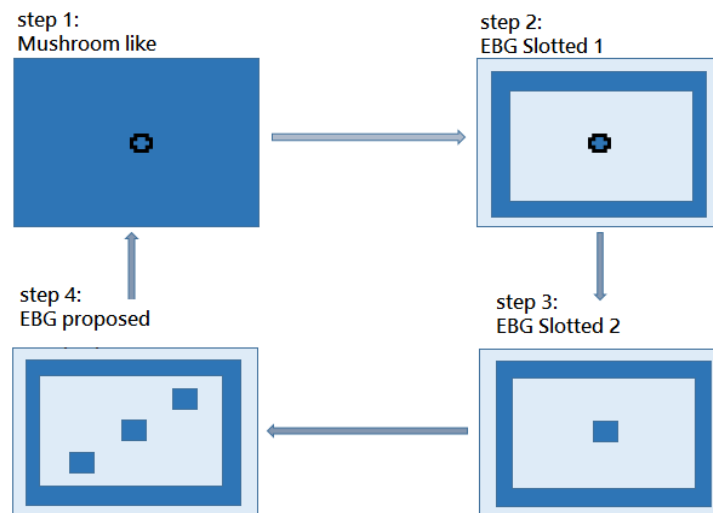 step 1:
Mushroom like
step 2:
EBG Slotted 1
step 3:
EBG Slotted 2
step 4:
EBG proposed